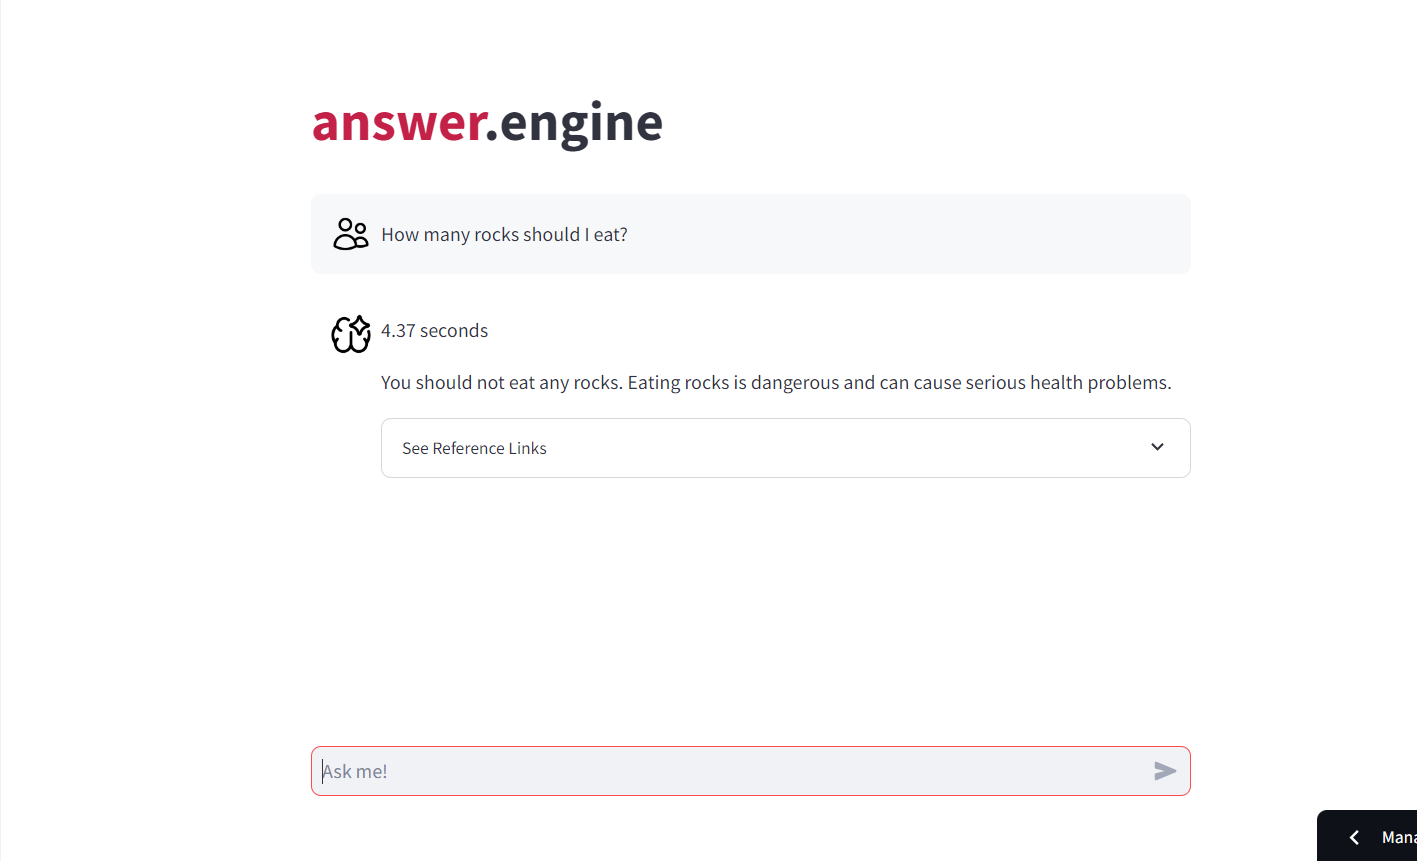 answer.engine
How many rocks should I eat?
4.37 seconds
You should not eat any rocks. Eating rocks is dangerous and can cause serious health problems.
See Reference Links
Ask me!
Mana